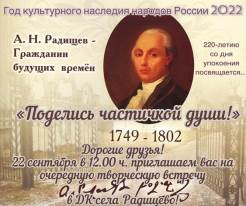 Год культурного наследия народов России 2022
А. Н. Радищев -
Гражданин
будущих времён
220-летию
со дня
упокоения
посвящается...
«Поделись частичкой души!»
1749 - 1802
Дорогие друзья!
22 сентября в 12.00 ч. приглашаем вас на
очередную творческую встречу
в ДК села Радищево!